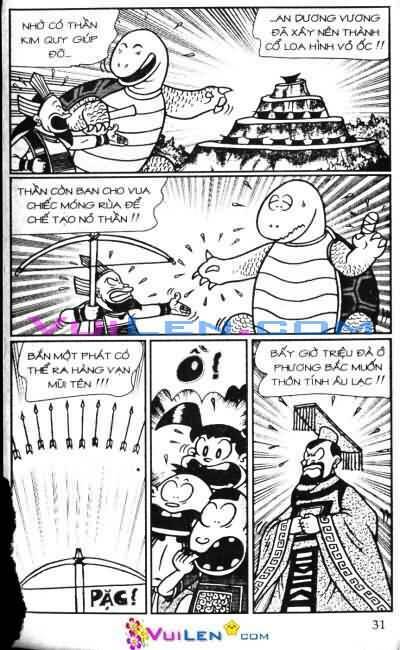 NHỜ CÓ THẦN
KIM QUY GIÚP
ĐỠ...
...AN DƯƠNG VƯƠNG
ĐÃ XÂY NÊN THÀNH
CỔ LOA HÌNH VỎ ỐC !!
THẦN CÒN BAN CHO VUA
CHIẾC MÓNG RÙA ĐỂ
CHẾ TẠO NỎ THẦN !!
VUILEN.COM
BẮN MỘT PHÁT CÓ
THỂ RA HÀNG VẠN
MŨI TÊN !!!
PẶC!
Ồ!
BẤY GIỜ TRIỆU ĐÀ Ở
PHƯƠNG BẮC MUỐN
THÔN TÍNH ÂU LẠC !
31
VUILEN.COM